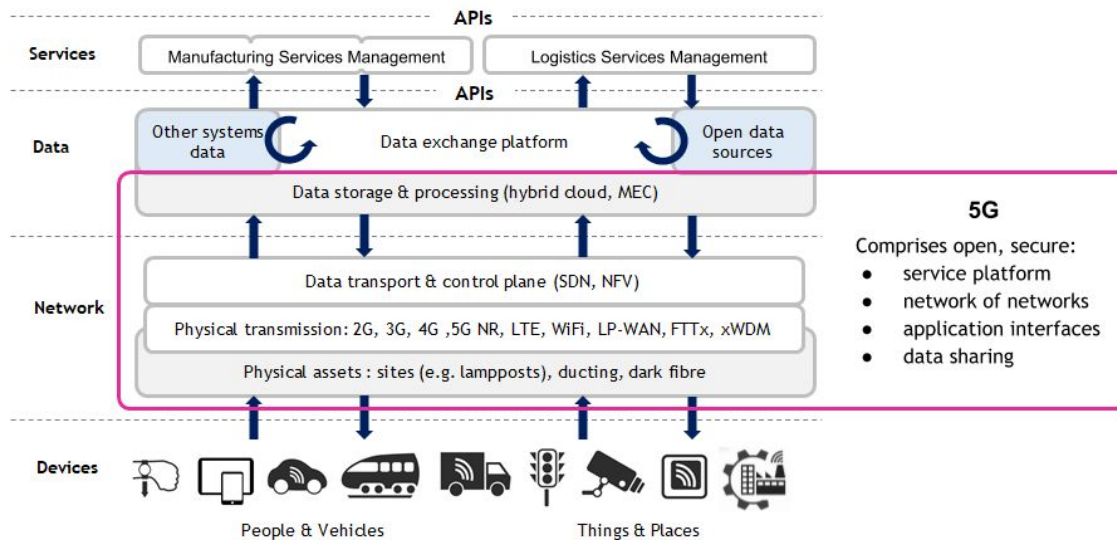 APIs
Services
Manufacturing Services Management
Logistics Services Management
APIs
Data
Other systems
data
Data exchange platform
Open data
sources
Data storage & processing (hybrid cloud, MEC)
5G
Comprises open, secure:
● service platform
● network of networks
● application interfaces
● data sharing
Network
Data transport & control plane (SDN, NFV)
Physical transmission: 2G, 3G, 4G ,5G NR, LTE, WiFi, LP-WAN, FTTx, xWDM
Physical assets : sites (e.g. lampposts), ducting, dark fibre
Devices
People & Vehicles
Things & Places